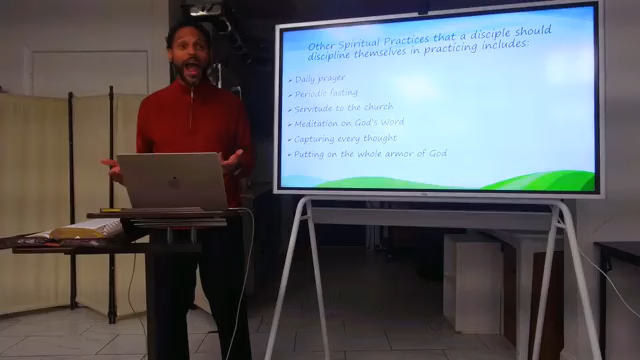 Other Spiritual Practices that a disciple should
discipline themselves in practicing includes:
➤ Daily prayer
➤ Periodic fasting
➤ Servitude to the church
➤ Meditation on God's Word
➤ Capturing every thought
➤ Putting on the whole armor of God